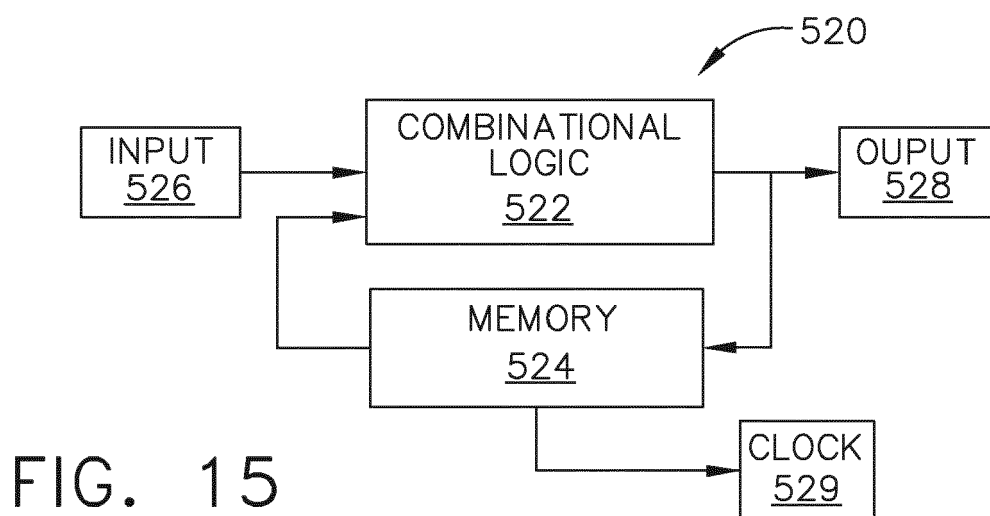 520
INPUT
526
COMBINATIONAL
LOGIC
522
OUPUT
528
MEMORY
524
CLOCK
529
FIG. 15